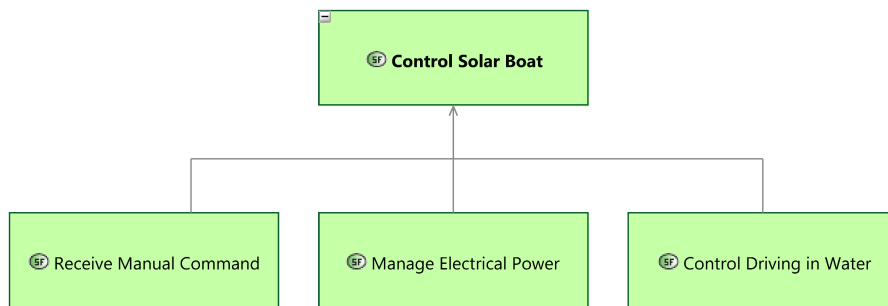 SF Control Solar Boat
SF Receive Manual Command
SF Manage Electrical Power
SF Control Driving in Water